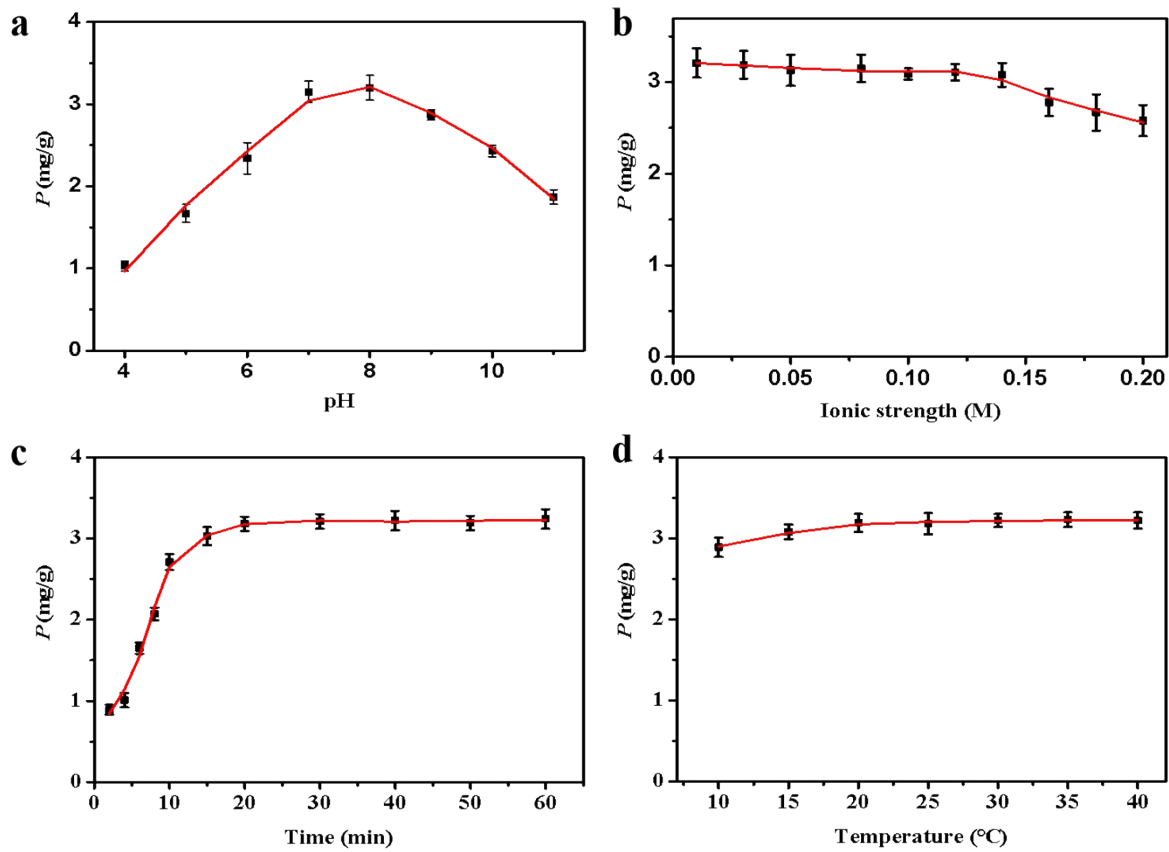 a
4
3
2
1
0
P (mg/g)
4 6 8 10
pH
b
3
2
1
0
P (mg/g)
0.00 0.05 0.10 0.15 0.20
Ionic strength (M)
c
4
3
2
1
0
P (mg/g)
0 10 20 30 40 50 60
Time (min)
d
4
3
2
1
0
P (mg/g)
10 15 20 25 30 35 40
Temperature (°C)